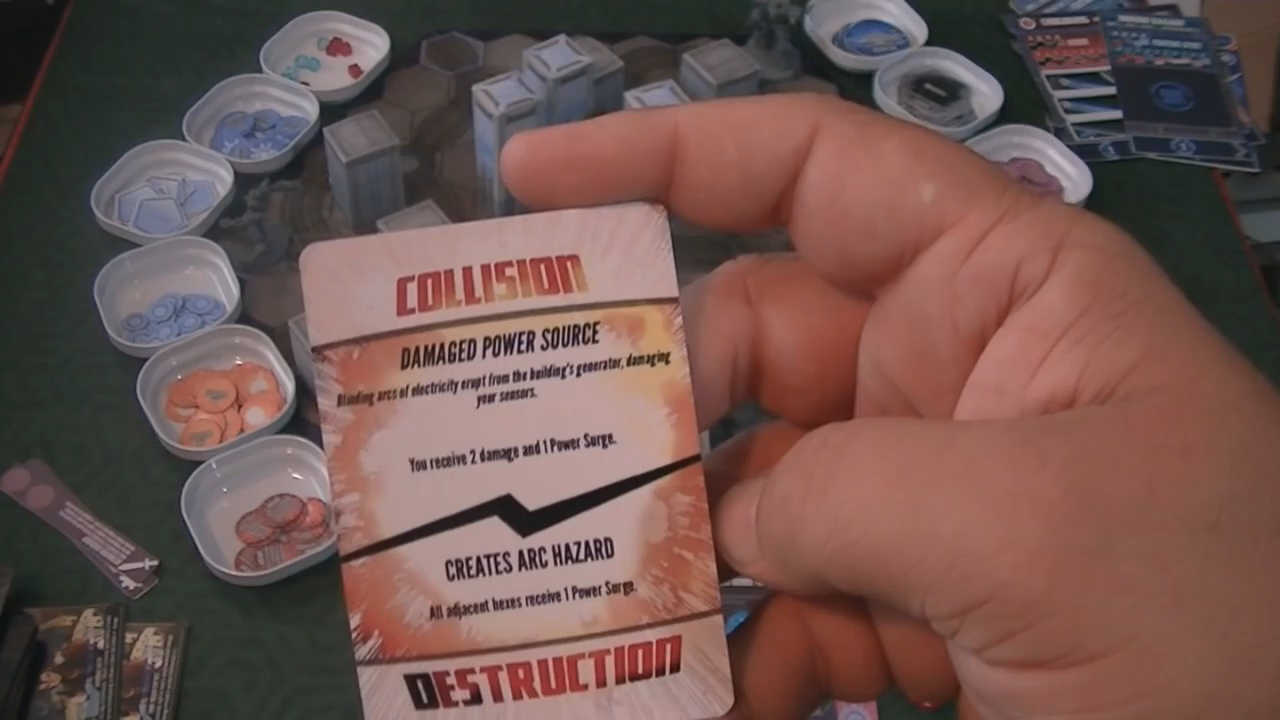 COLLISION
DAMAGED POWER SOURCE
Blinding arcs of electricity erupt from the building's generator, damaging
your sensors.
You receive 2 damage and 1 Power Surge.
CREATES ARC HAZARD
All adjacent hexes receive 1 Power Surge.
DESTRUCTION